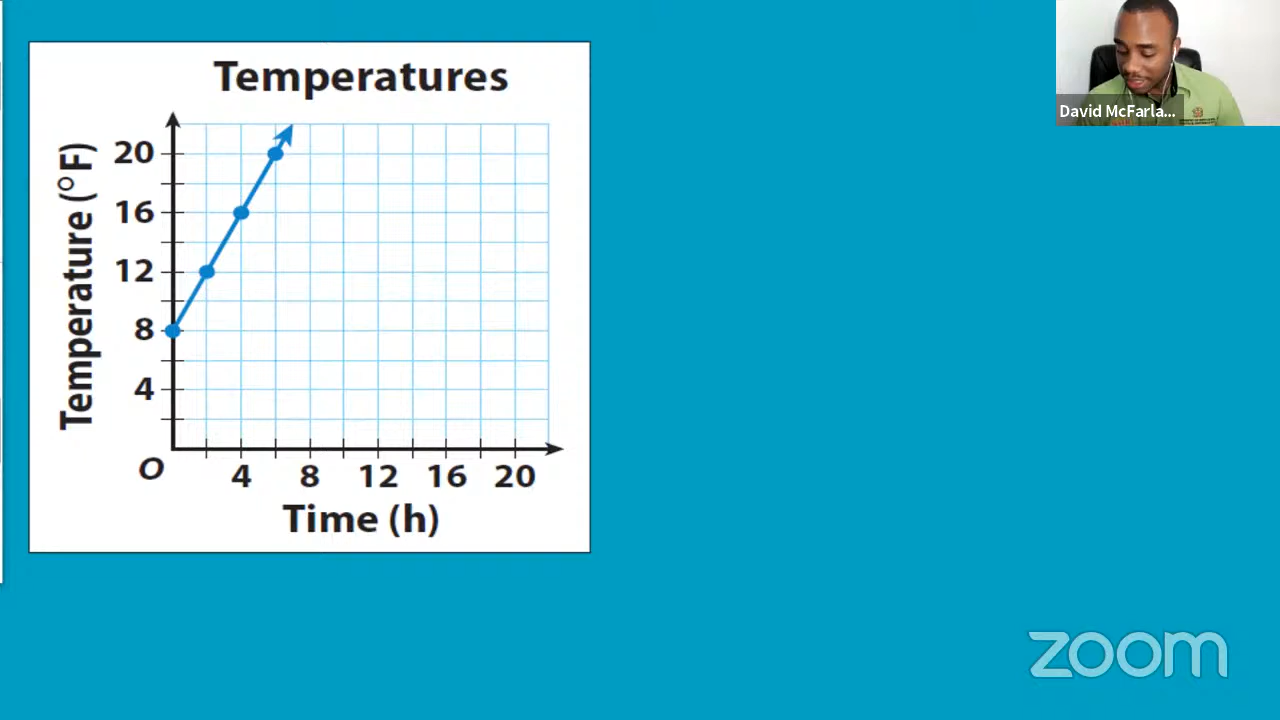 Temperatures
Temperature (°F)
20
16
12
8
4
O
4 8 12 16 20
Time (h)
David McFarla...
zoom